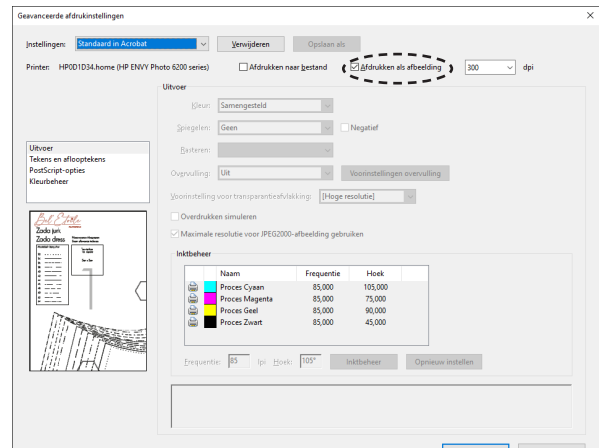 Geavanceerde afdrukinstellingen
Instellingen: Standaard in Acrobat Verwijderen Opslaan als
Printer: HP0D1D34.home (HP ENVY Photo 6200 series) Afdrukken naar bestand Afdrukken als afbeelding 300 dpi
Uitvoer
Kleur: Samengesteld
Spiegelen: Geen Negatief
Rasteren:
Overvulling: Uit Voorinstellingen overvulling
Voorinstelling voor transparantieafvlakking: [Hoge resolutie]
Overdrukken simuleren
Maximale resolutie voor JPEG2000-afbeelding gebruiken
Inktbeheer
Naam Frequentie Hoek
Proces Cyaan 85,000 105,000
Proces Magenta 85,000 75,000
Proces Geel 85,000 90,000
Proces Zwart 85,000 45,000
Frequentie: 85 lpi Hoek: 105° Inktbeheer Opnieuw instellen
Uitvoer
Tekens en aflooptekens
PostScript-opties
Kleurbeheer
Bel'Etoile
Zada jurk
Zada dress